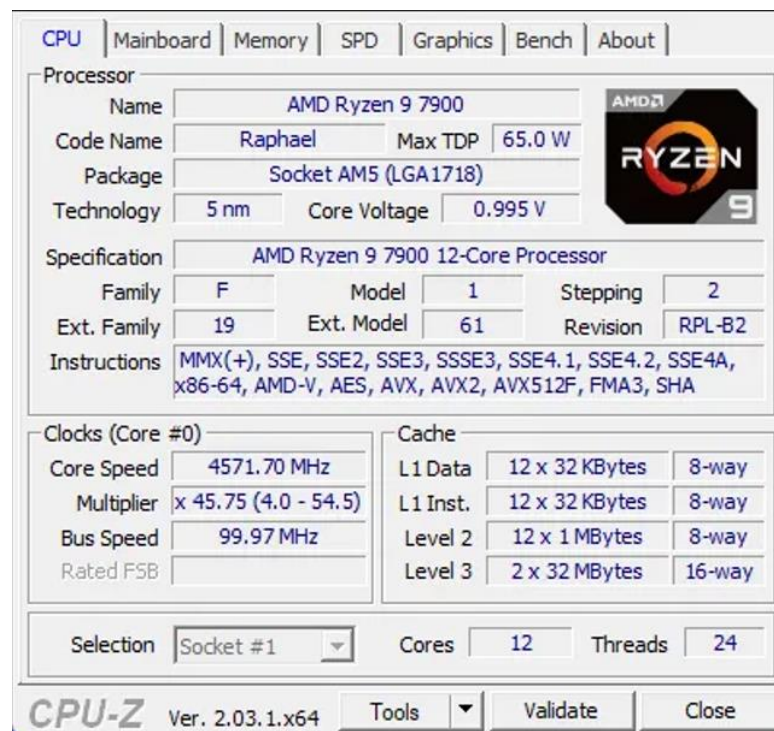 CPU Mainboard Memory SPD Graphics Bench About
Processor
Name AMD Ryzen 9 7900
Code Name Raphael Max TDP 65.0 W
Package Socket AM5 (LGA1718)
Technology 5 nm Core Voltage 0.995 V
AMD RYZEN 9
Specification AMD Ryzen 9 7900 12-Core Processor
Family F Model 1 Stepping 2
Ext. Family 19 Ext. Model 61 Revision RPL-B2
Instructions MMX(+), SSE, SSE2, SSE3, SSSE3, SSE4.1, SSE4.2, SSE4A,
x86-64, AMD-V, AES, AVX, AVX2, AVX512F, FMA3, SHA
Clocks (Core #0)
Core Speed 4571.70 MHz
Multiplier x 45.75 (4.0 - 54.5)
Bus Speed 99.97 MHz
Rated FSB
Cache
L1 Data 12 x 32 KBytes 8-way
L1 Inst. 12 x 32 KBytes 8-way
Level 2 12 x 1 MBytes 8-way
Level 3 2 x 32 MBytes 16-way
Selection Socket #1 Cores 12 Threads 24
CPU-Z Ver. 2.03.1.x64 Tools Validate Close